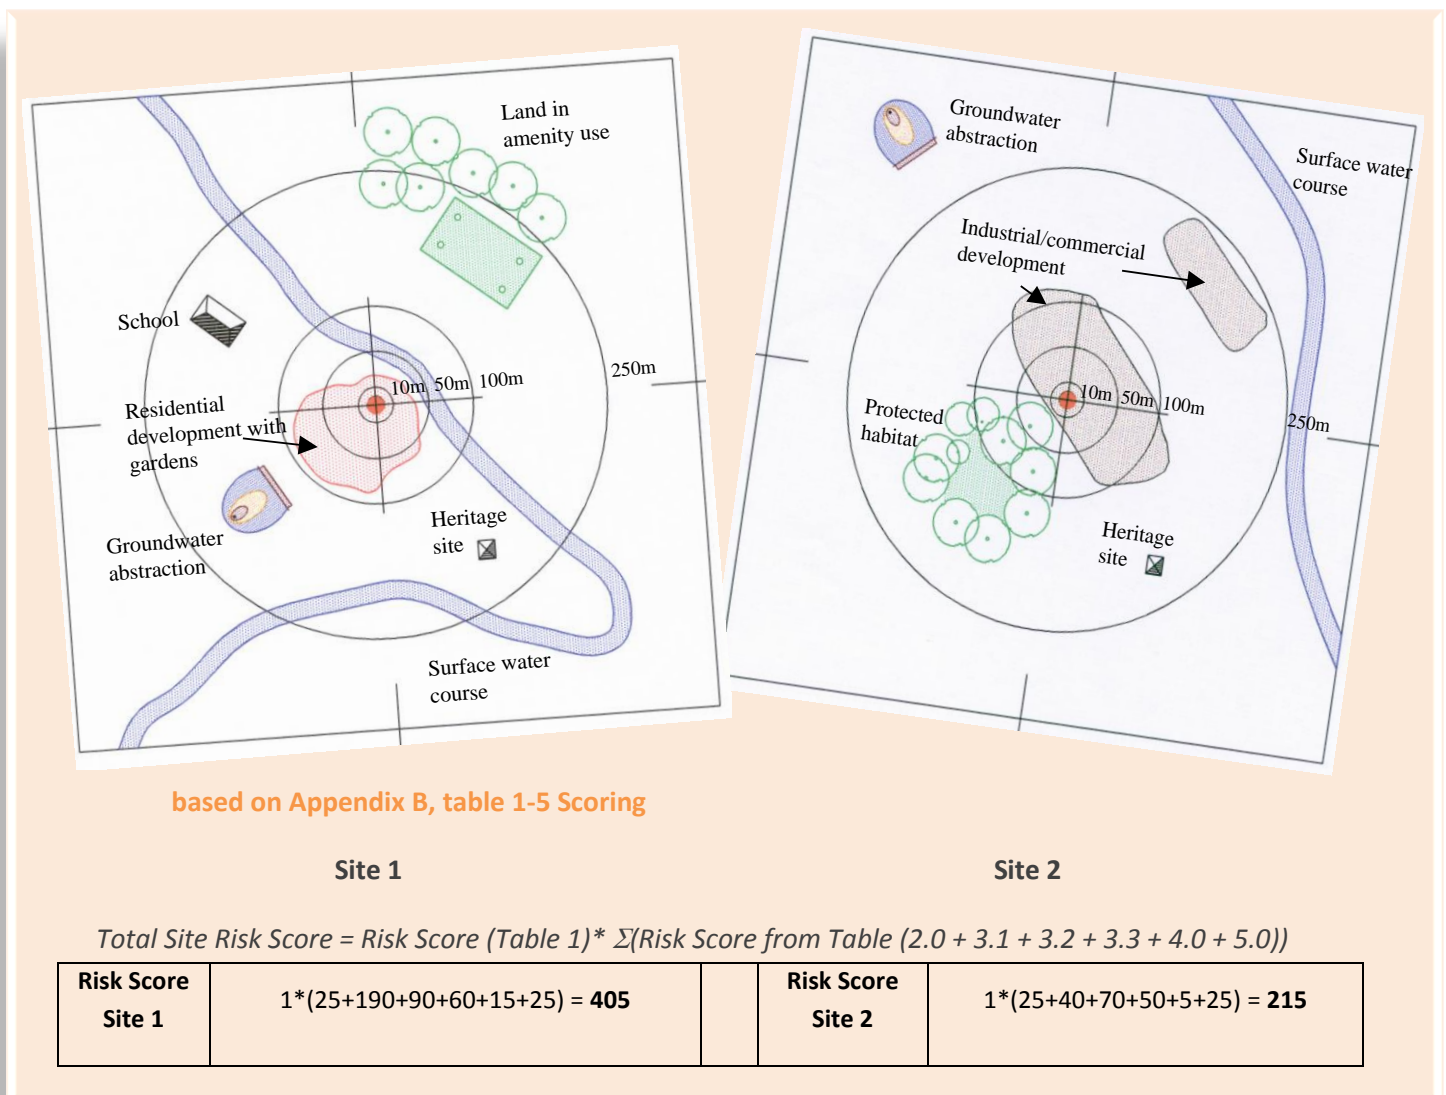 Land in
amenity use
School
10m 50m 100m
250m
Residential
development with
gardens
Groundwater
abstraction
Heritage
site
Surface water
course
Groundwater
abstraction
Surface water
course
Industrial/commercial
development
Protected
habitat
10m 50m 100m
250m
Heritage
site
based on Appendix B, table 1-5 Scoring
Site 1
Site 2
Total Site Risk Score = Risk Score (Table 1)* Σ(Risk Score from Table (2.0 + 3.1 + 3.2 + 3.3 + 4.0 + 5.0))
Risk Score
Site 1
1*(25+190+90+60+15+25) = 405
Risk Score
Site 2
1*(25+40+70+50+5+25) = 215